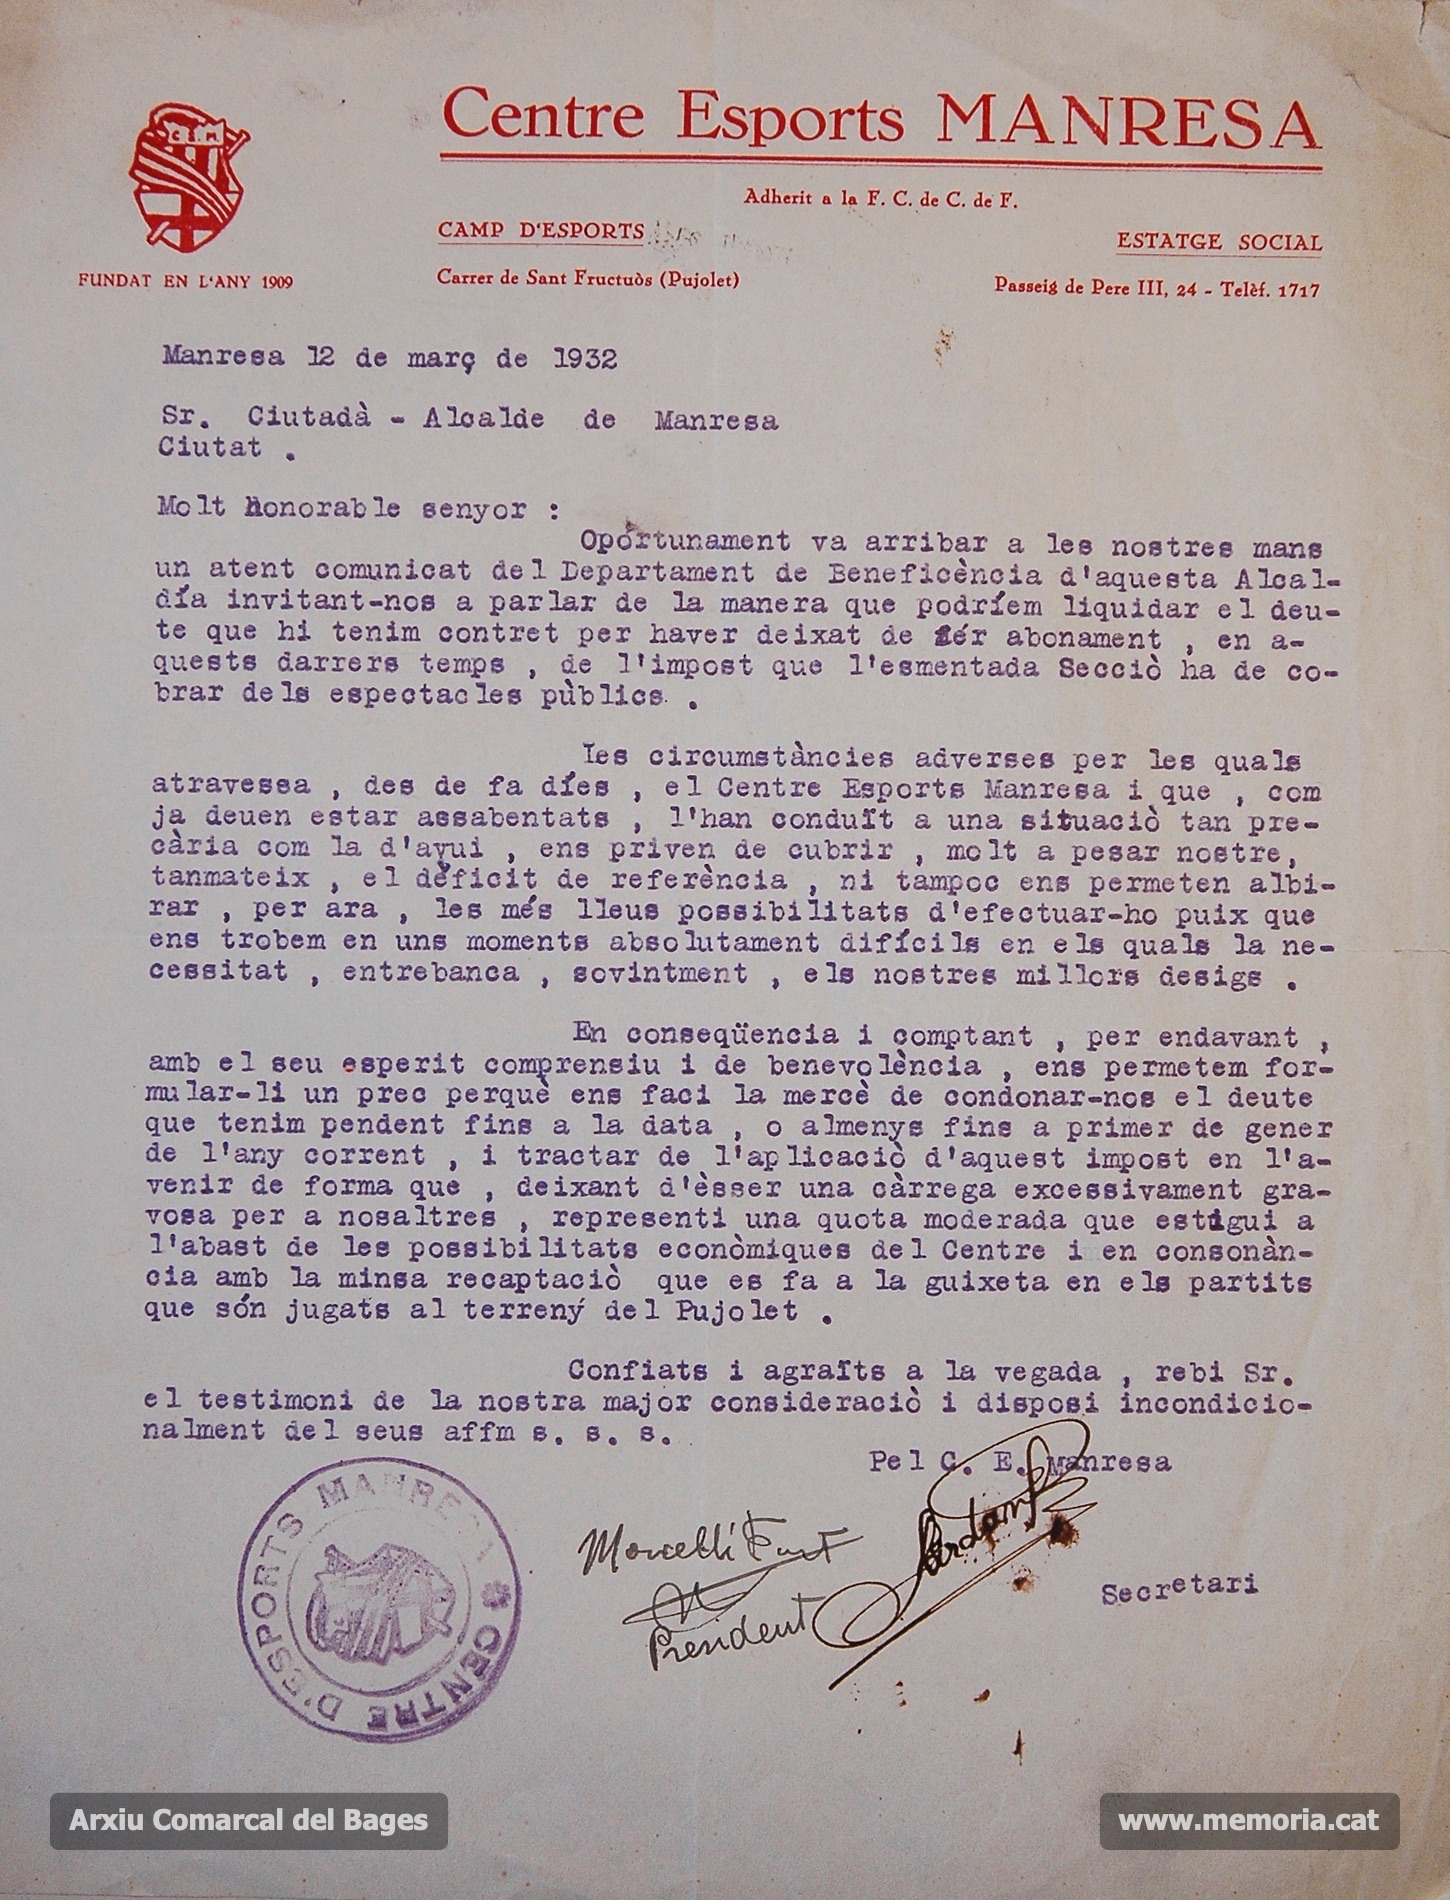 C. E. M.
Centre Esports MANRESA
Adherit a la F. C. de C. de F.
CAMP D'ESPORTS
ESTATGE SOCIAL
FUNDAT EN L'ANY 1909
Carrer de Sant Fructuòs (Pujolet)
Passeig de Pere III, 24 - Telèf. 1717
Manresa 12 de març de 1932
Sr. Ciutadà - Alcalde de Manresa
Ciutat .
Molt honorable senyor :
Oportunament va arribar a les nostres mans
un atent comunicat del Departament de Beneficència d'aquesta Alcal-
día invitant-nos a parlar de la manera que podríem liquidar el deu-
te que hi tenim contret per haver deixat de fér abonament , en a-
quests darrers temps , de l'impost que l'esmentada Secciò ha de co-
brar dels espectacles pùblics .
Les circumstàncies adverses per les quals
atravessa , des de fa díes , el Centre Esports Manresa i que , com
ja deuen estar assabentats , l'han conduït a una situaciò tan pre-
cària com la d'avui , ens priven de cubrir , molt a pesar nostre,
tanmateix , el dèficit de referència , ni tampoc ens permeten albi-
rar , per ara , les més lleus possibilitats d'efectuar-ho puix que
ens trobem en uns moments absolutament difícils en els quals la ne-
cessitat , entrebanca , sovintment , els nostres millors desigs .
En conseqüencia i comptant , per endavant ,
amb el seu esperit comprensiu i de benevolència , ens permetem for-
mular-li un prec perquè ens faci la mercè de condonar-nos el deute
que tenim pendent fins a la data , o almenys fins a primer de gener
de l'any corrent , i tractar de l'aplicaciò d'aquest impost en l'a-
venir de forma que , deixant d'èsser una càrrega excessivament gra-
vosa per a nosaltres , representi una quota moderada que estigui a
l'abast de les possibilitats econòmiques del Centre i en consonàn-
cia amb la minsa recaptaciò que es fa a la guixeta en els partits
que són jugats al terreny del Pujolet .
Confiats i agraïts a la vegada , rebi Sr.
el testimoni de la nostra major consideraciò i disposi incondicio-
nalment del seus affm s. s. s.
Pel C. E. Manresa
Marcelli
President
Secretari
CENTRE D'ESPORTS MANRESA
Arxiu Comarcal del Bages
www.memoria.cat